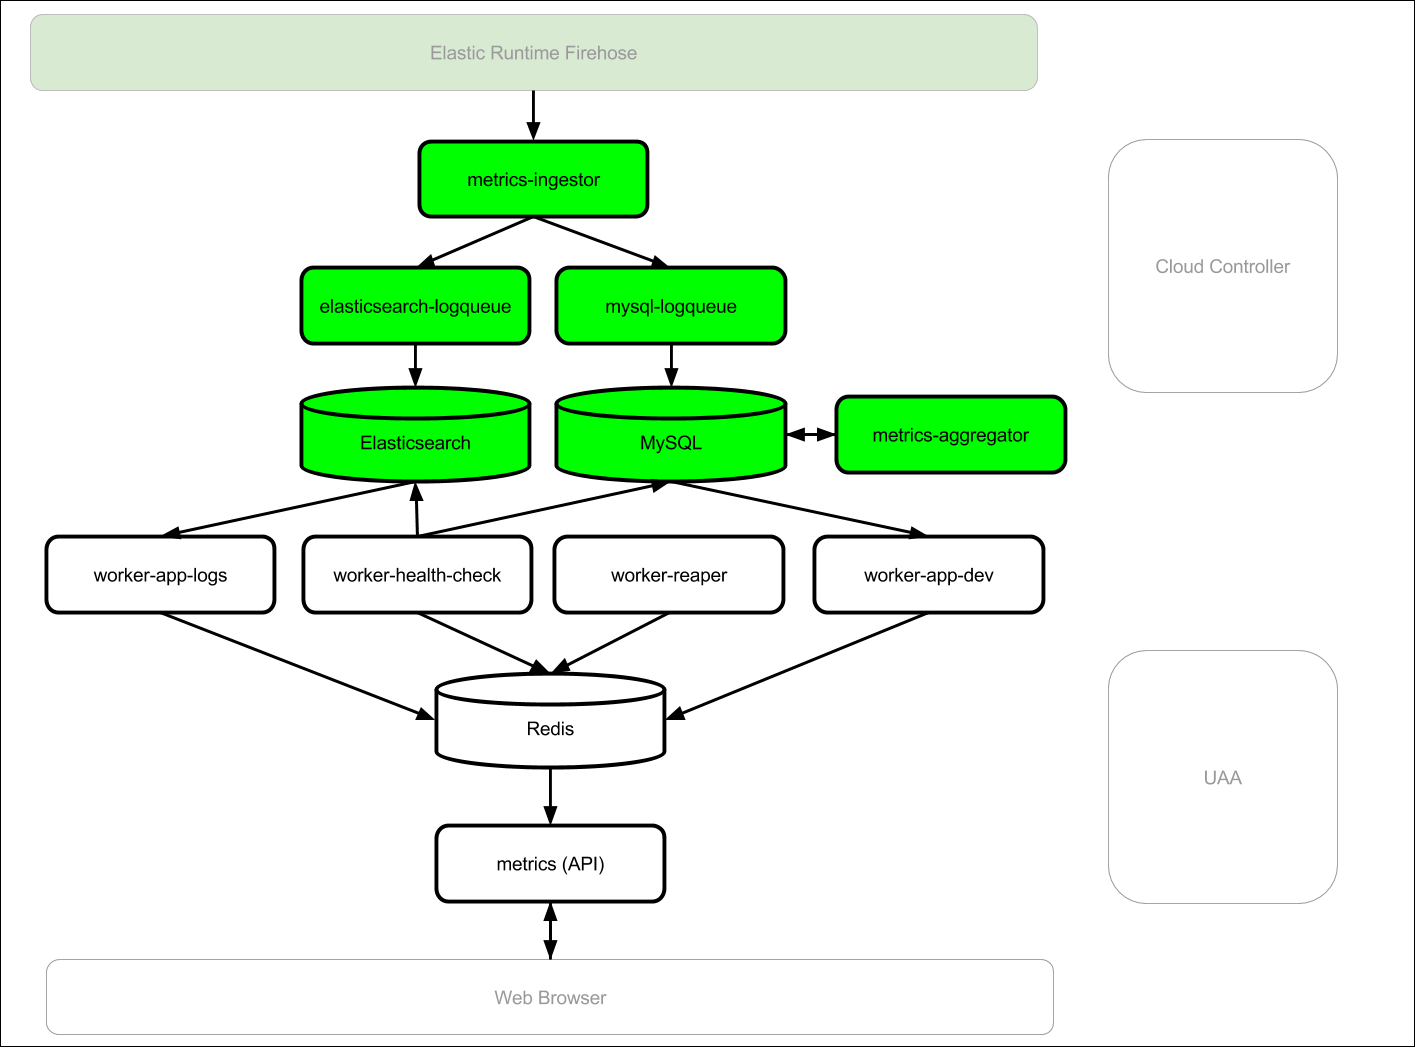 Elastic Runtime Firehose
metrics-ingestor
Cloud Controller
elasticsearch-logqueue
mysql-logqueue
Elasticsearch
MySQL
metrics-aggregator
worker-app-logs
worker-health-check
worker-reaper
worker-app-dev
Redis
UAA
metrics (API)
Web Browser